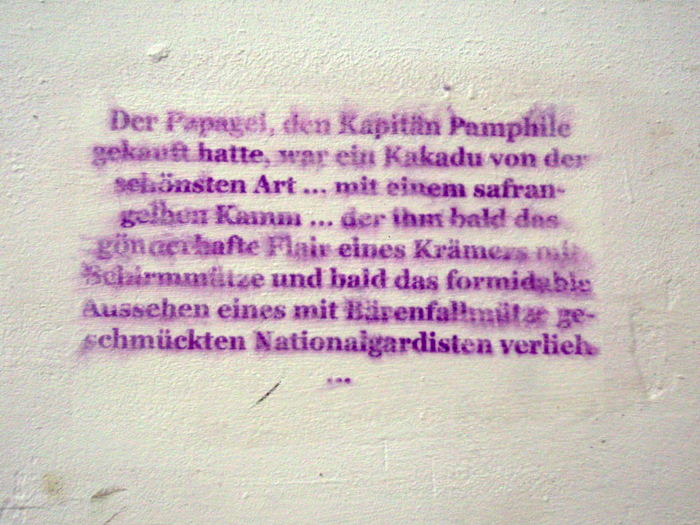 Der Papagei, den Kapitän Pamphile
gekauft hatte, war ein Kakadu von der
schönsten Art ... mit einem safran-
gelben Kamm ... der ihm bald das
gönnerhafte Flair eines Krämers mit
Schirmmütze und bald das formidable
Aussehen eines mit Bärenfallmütze ge-
schmückten Nationalgardisten verlieh.
...